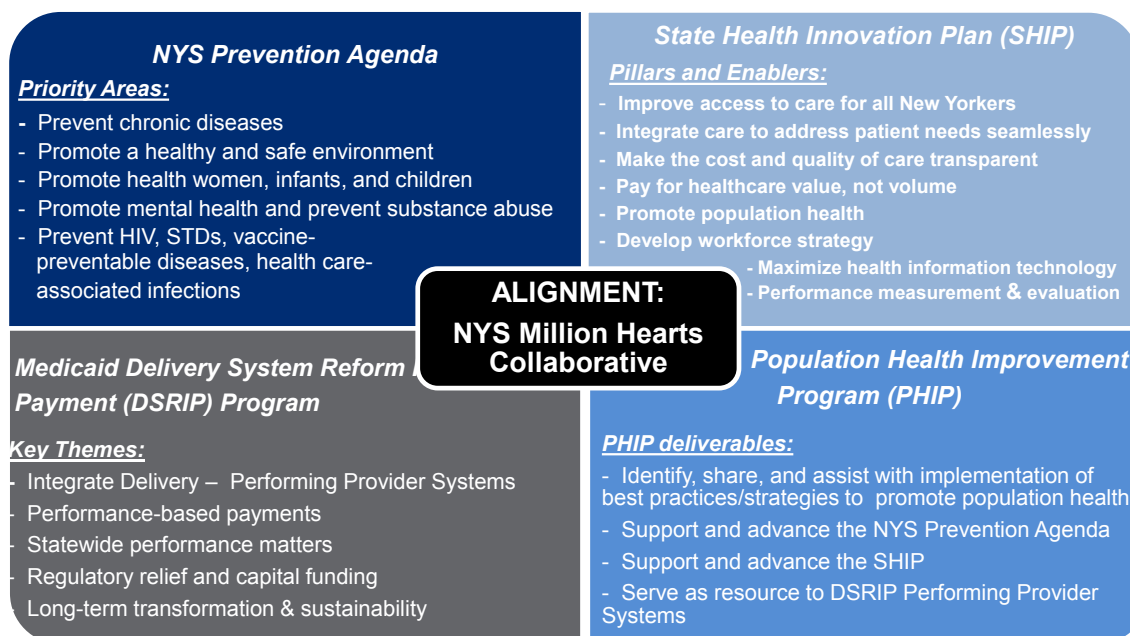 NYS Prevention Agenda
Priority Areas:
- Prevent chronic diseases
- Promote a healthy and safe environment
- Promote health women, infants, and children
- Promote mental health and prevent substance abuse
- Prevent HIV, STDs, vaccine-
preventable diseases, health care-
associated infections
State Health Innovation Plan (SHIP)
Pillars and Enablers:
- Improve access to care for all New Yorkers
- Integrate care to address patient needs seamlessly
- Make the cost and quality of care transparent
- Pay for healthcare value, not volume
- Promote population health
- Develop workforce strategy
- Maximize health information technology
- Performance measurement & evaluation
ALIGNMENT:
NYS Million Hearts
Collaborative
Medicaid Delivery System Reform
Payment (DSRIP) Program
Key Themes:
- Integrate Delivery – Performing Provider Systems
- Performance-based payments
- Statewide performance matters
- Regulatory relief and capital funding
- Long-term transformation & sustainability
Population Health Improvement
Program (PHIP)
PHIP deliverables:
- Identify, share, and assist with implementation of
best practices/strategies to promote population health
- Support and advance the NYS Prevention Agenda
- Support and advance the SHIP
- Serve as resource to DSRIP Performing Provider
Systems